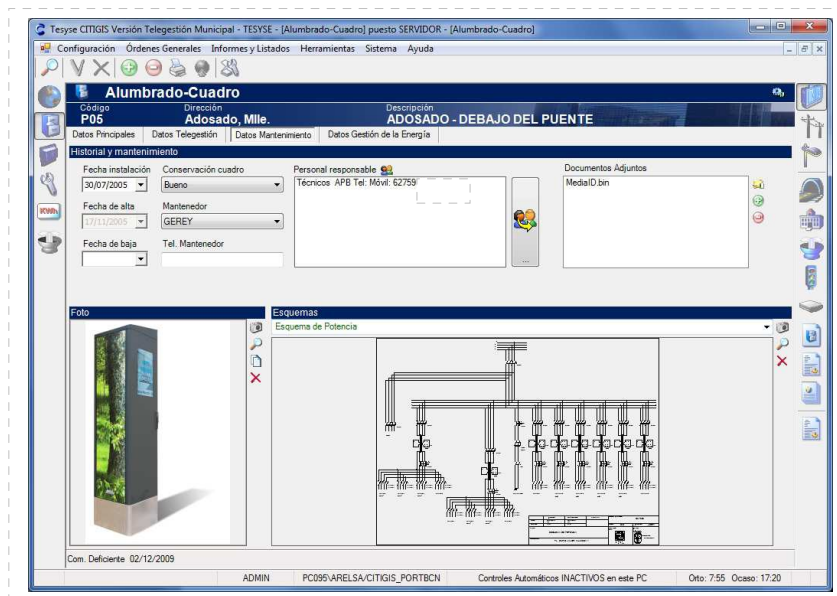 Tesyse CITIGIS Versión Telegestión Municipal - TESYSE - [Alumbrado-Cuadro] puesto SERVIDOR - [Alumbrado-Cuadro]
Configuración Órdenes Generales Informes y Listados Herramientas Sistema Ayuda
Alumbrado-Cuadro
Código Dirección Descripción
P05 Adosado, Mlle. ADOSADO - DEBAJO DEL PUENTE
Datos Principales Datos Telegestión Datos Mantenimiento Datos Gestión de la Energía
Historial y mantenimiento
Fecha instalación Conservación cuadro Personal responsable Documentos Adjuntos
30/07/2005 Bueno Técnicos APB Tel: Móvil: 62759 MediaID.bin
Fecha de alta Mantenedor
17/11/2005 GEREY
KWh
Fecha de baja Tel. Mantenedor
...
Foto Esquemas
Esquema de Potencia
Com. Deficiente 02/12/2009
ADMIN PC095\ARELSA/CITIGIS_PORTBCN Controles Automáticos INACTIVOS en este PC Orto: 7:55 Ocaso: 17:20